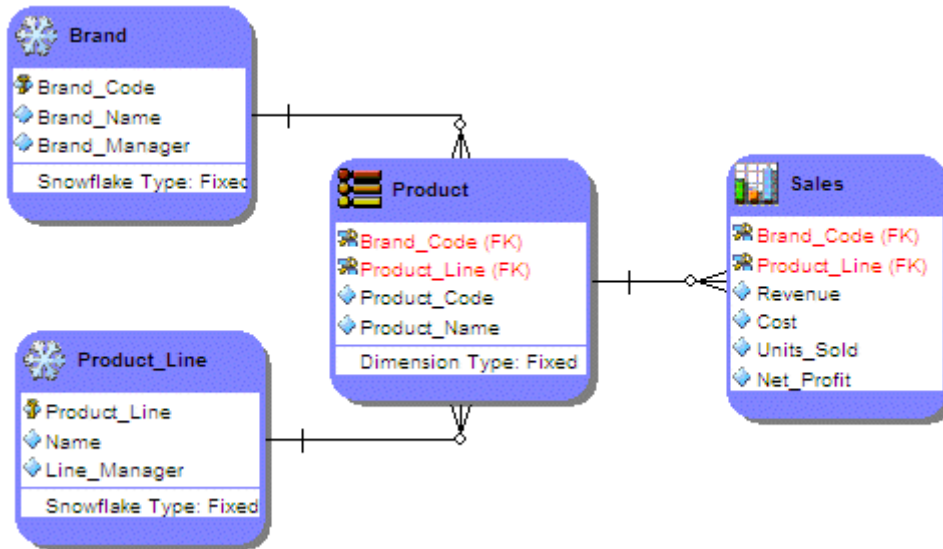 Brand
Brand_Code
Brand_Name
Brand_Manager
Snowflake Type: Fixed
Product
Brand_Code (FK)
Product_Line (FK)
Product_Code
Product_Name
Dimension Type: Fixed
Sales
Brand_Code (FK)
Product_Line (FK)
Revenue
Cost
Units_Sold
Net_Profit
Product_Line
Product_Line
Name
Line_Manager
Snowflake Type: Fixed